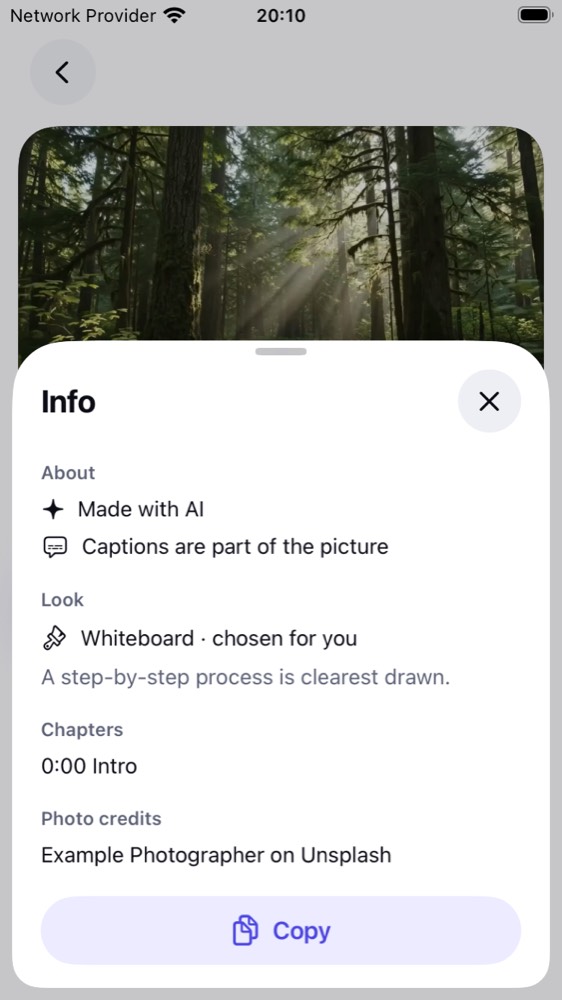 Network Provider 20:10
Info
About
Made with AI
Captions are part of the picture
Look
Whiteboard · chosen for you
A step-by-step process is clearest drawn.
Chapters
0:00 Intro
Photo credits
Example Photographer on Unsplash
Copy